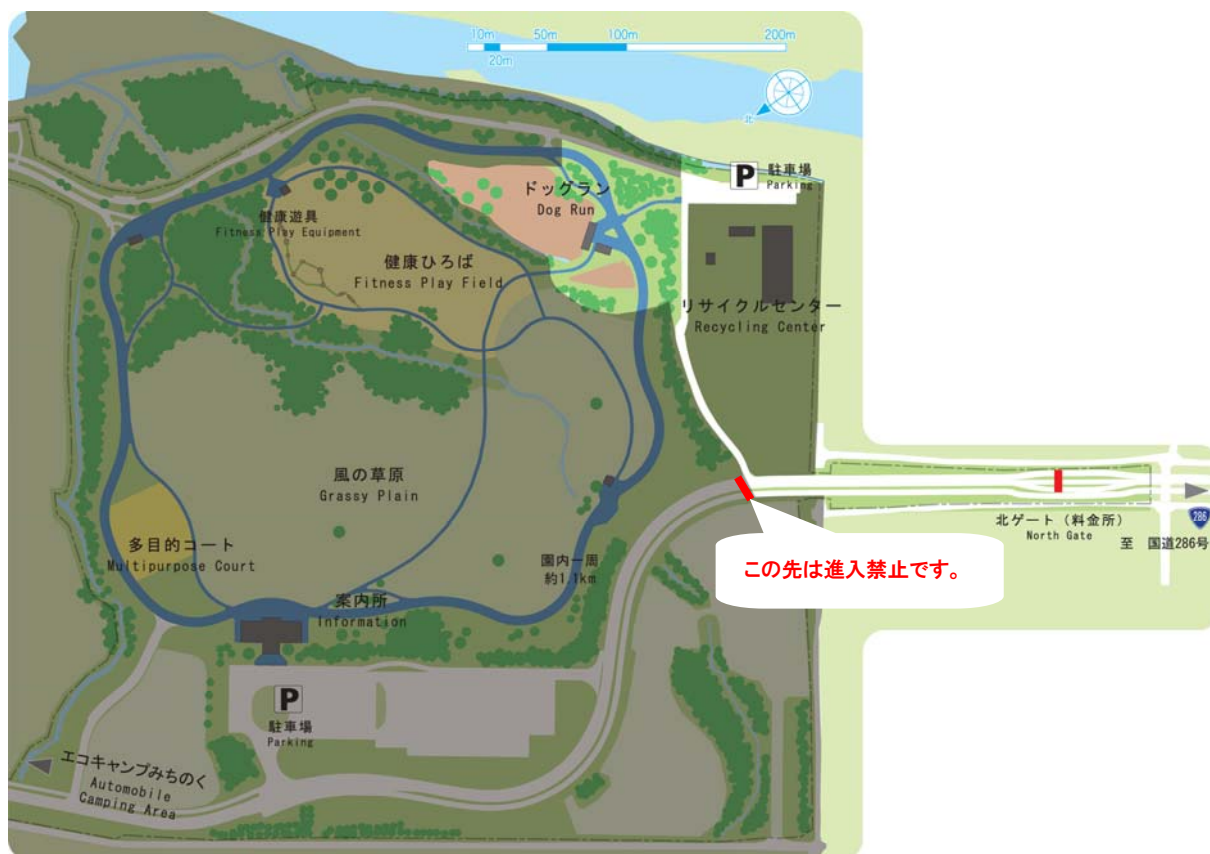 10m 50m 100m 200m
20m
北
P 駐車場
Parking
ドッグラン
Dog Run
健康遊具
Fitness Play Equipment
健康ひろば
Fitness Play Field
リサイクルセンター
Recycling Center
風の草原
Grassy Plain
北ゲート（料金所）
North Gate
286
至 国道286号
この先は進入禁止です。
多目的コート
Multipurpose Court
園内一周
約1.1km
案内所
Information
P
駐車場
Parking
エコキャンプみちのく
Automobile
Camping Area